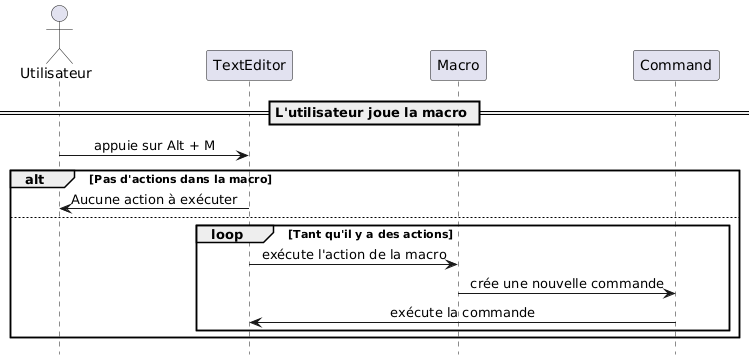 Utilisateur
TextEditor
Macro
Command
L'utilisateur joue la macro
appuie sur Alt + M
alt
[Pas d'actions dans la macro]
Aucune action à exécuter
loop
[Tant qu'il y a des actions]
exécute l'action de la macro
crée une nouvelle commande
exécute la commande